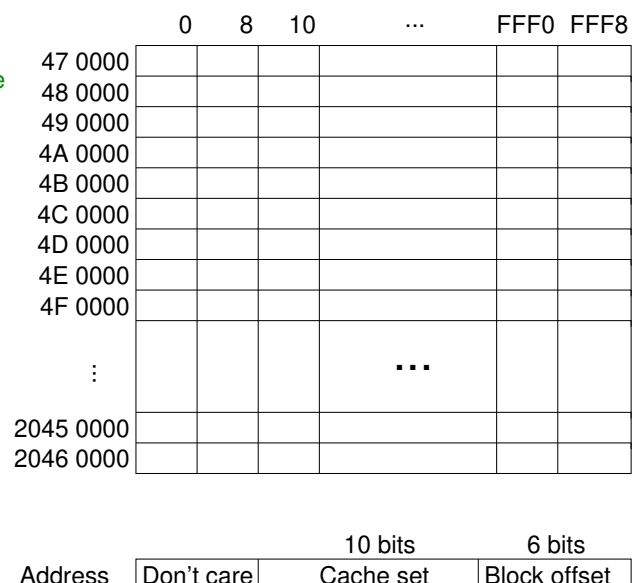 0 8 10 ... FFF0 FFF8
47 0000
e
48 0000
49 0000
4A 0000
4B 0000
4C 0000
4D 0000
4E 0000
4F 0000
⋮ ...
2045 0000
2046 0000
10 bits 6 bits
Address Don't care Cache set Block offset